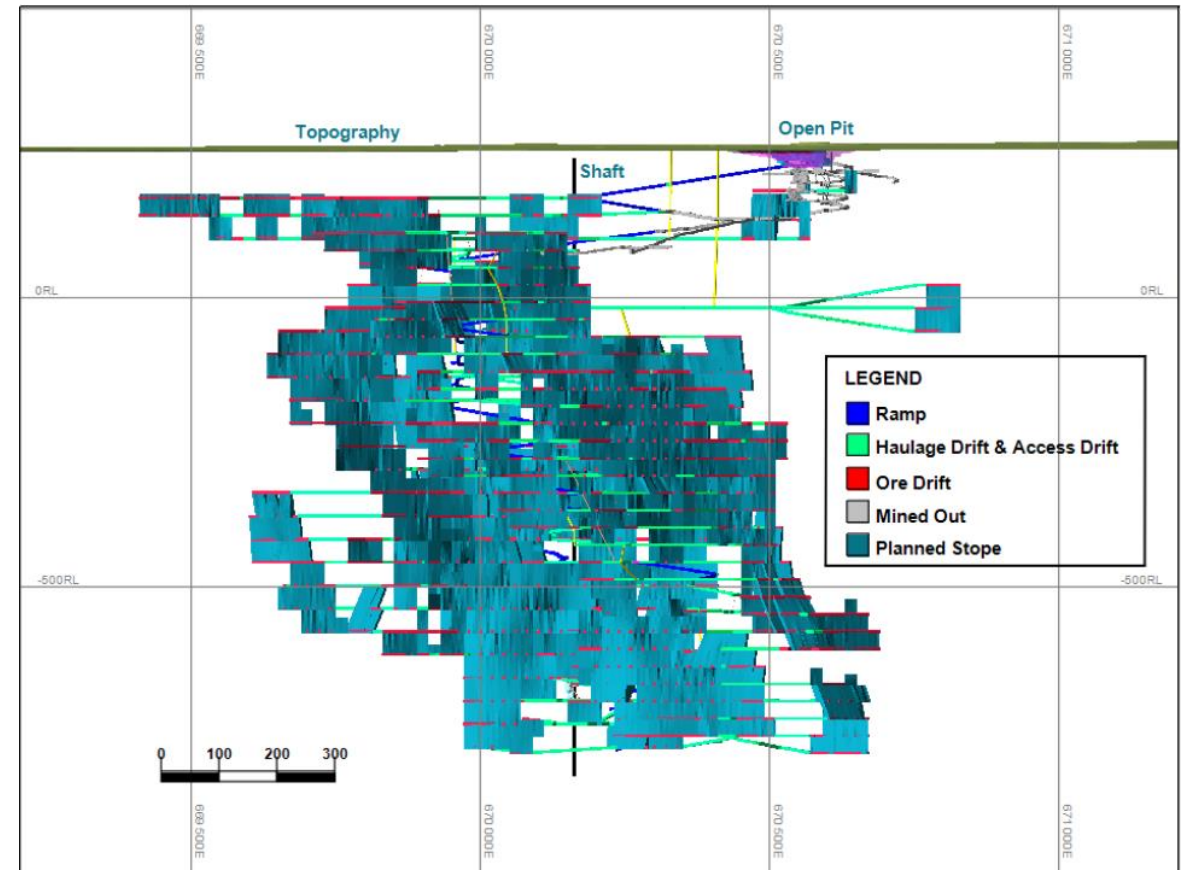 669 500E
670 000E
670 500E
671 000E
Topography
Open Pit
Shaft
0RL
0RL
LEGEND
Ramp
Haulage Drift & Access Drift
Ore Drift
Mined Out
Planned Stope
-500RL
-500RL
0 100 200 300
669 500E
670 000E
670 500E
671 000E